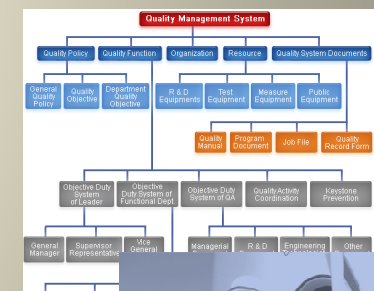 Quality Management System
Quality Policy
Quality Function
Organization
Resource
Quality System Documents
General
Quality
Policy
Quality
Objective
Department
Quality
Objective
R & D
Equipments
Test
Equipment
Measure
Equipment
Public
Equipment
Quality
Manual
Program
Document
Job File
Quality
Record Form
Objective Duty
System
of Leader
Objective
Duty System of
Functional Dept.
Objective Duty
System of QA
Quality Activity
Coordination
Keystone
Prevention
General
Manager
Supervisor
Representative
Vice
General
Managerial
R & D
Engineering
Other